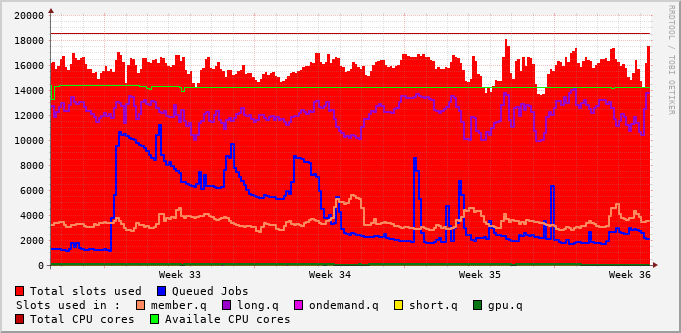 20000
18000
16000
14000
12000
10000
8000
6000
4000
2000
0
Week 33 Week 34 Week 35 Week 36
RRDTOOL / TOBI OETIKER
Total slots used Queued Jobs
Slots used in : member.q long.q ondemand.q short.q gpu.q
Total CPU cores Availale CPU cores